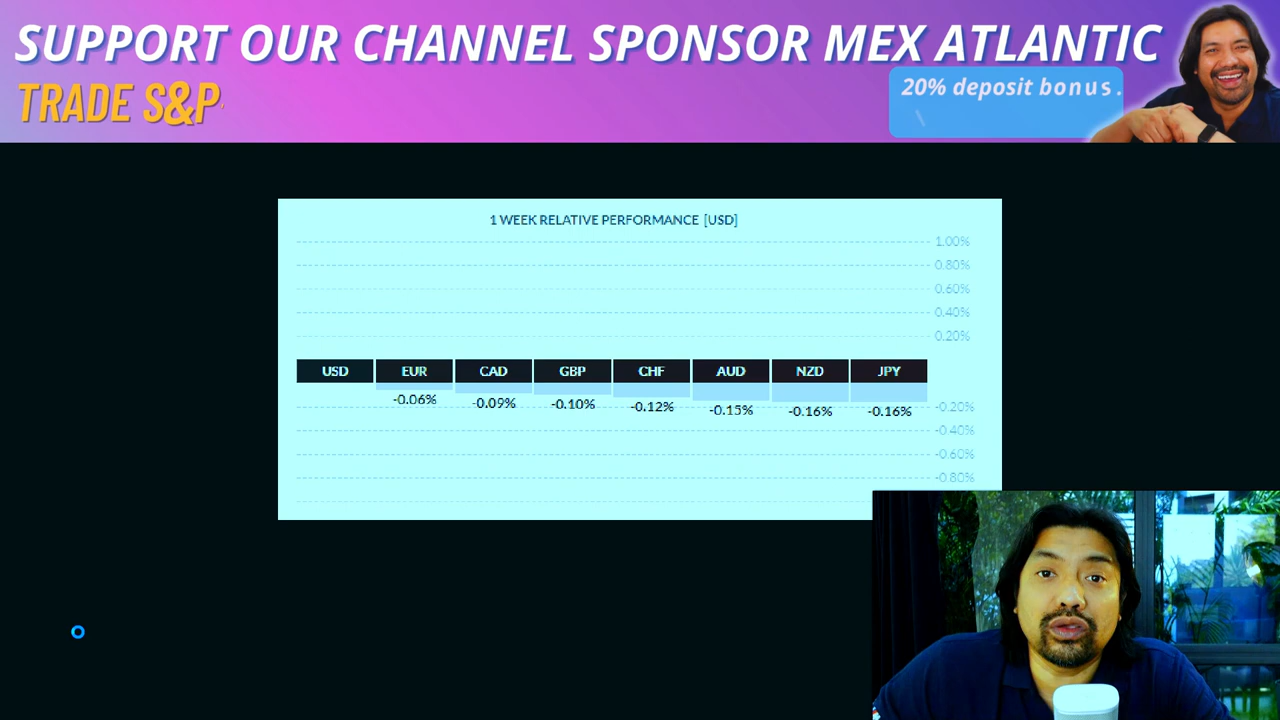 SUPPORT OUR CHANNEL SPONSOR MEX ATLANTIC
TRADE S&P
20% deposit bonus.
1 WEEK RELATIVE PERFORMANCE [USD]
1.00%
0.80%
0.60%
0.40%
0.20%
USD EUR CAD GBP CHF AUD NZD JPY
-0.06% -0.09% -0.10% -0.12% -0.15% -0.16% -0.16%
-0.20%
-0.40%
-0.60%
-0.80%